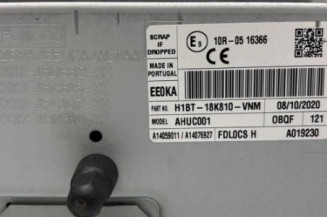 SCRAP IF DROPPED
E9
10R-05 16366
CE
MADE IN PORTUGAL
EEDKA
PART NO. H1BT-18K810-VNM 08/10/2020
MODEL AHUC001 OBQF 121
A14059011 / A14076927 FDLOCS H A019230